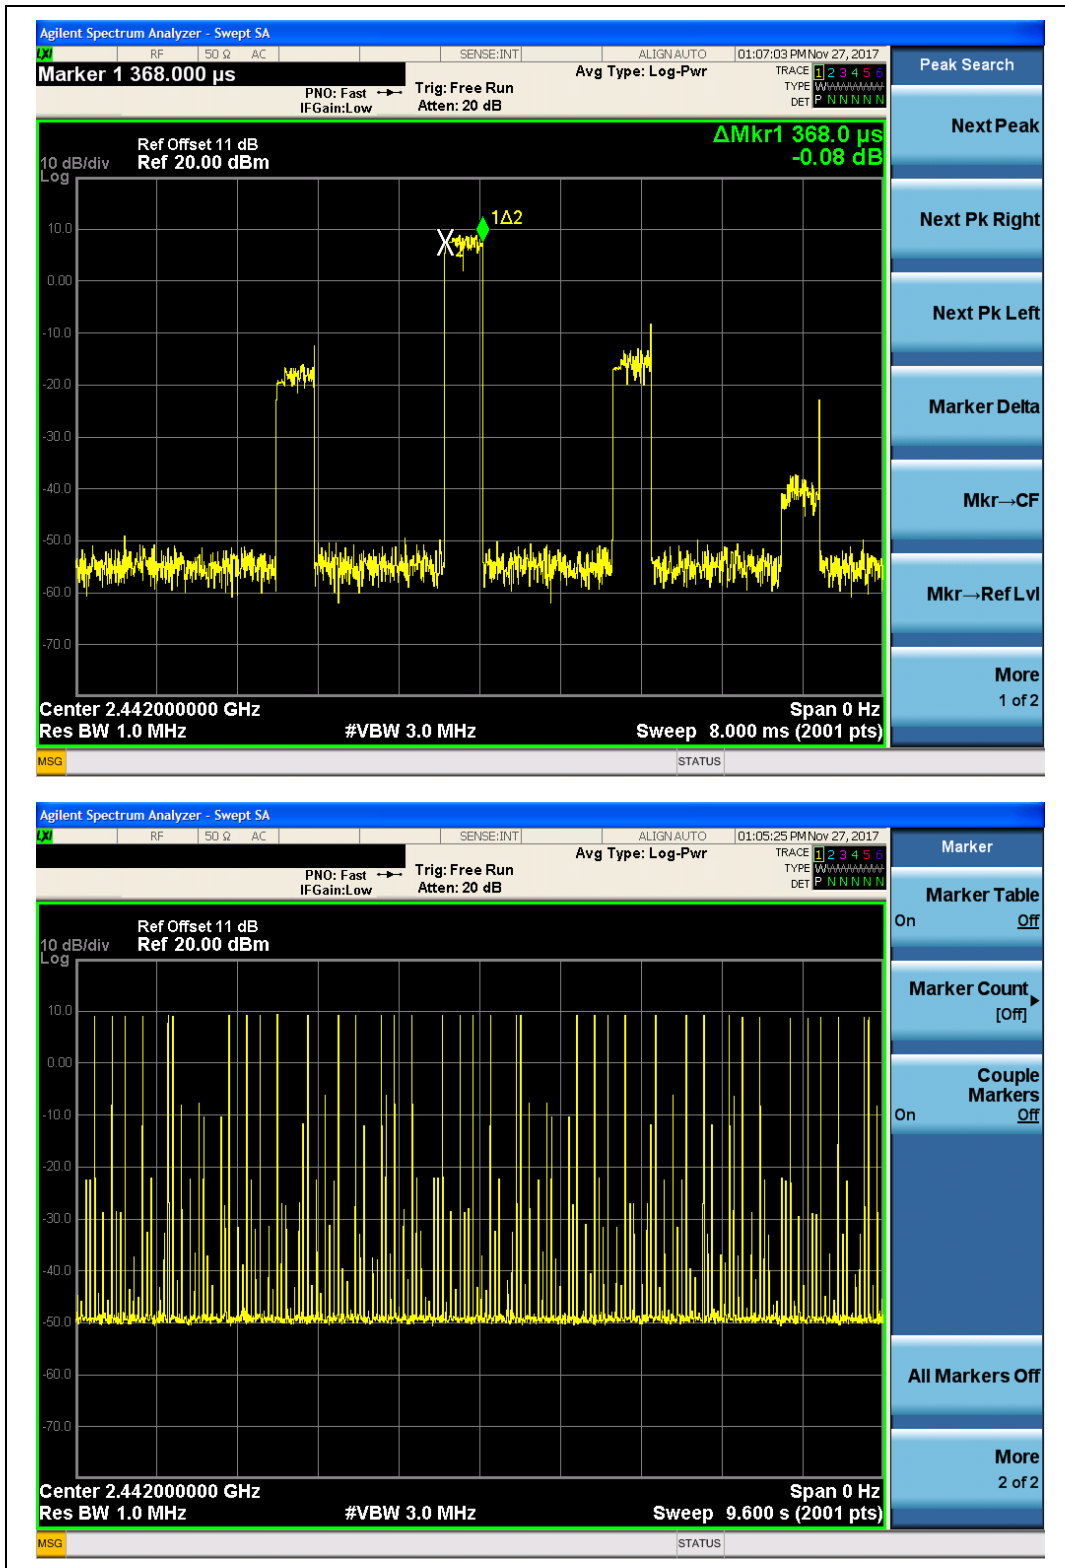 Agilent Spectrum Analyzer - Swept SA
LXI RF 50 Ω AC SENSE:INT ALIGN AUTO 01:07:03 PM Nov 27, 2017
Marker 1 368.000 µs
PNO: Fast
IFGain:Low
Trig: Free Run
Atten: 20 dB
Avg Type: Log-Pwr
TRACE 1 2 3 4 5 6
TYPE
DET P N N N N N
Ref Offset 11 dB
10 dB/div Ref 20.00 dBm
Log
ΔMkr1 368.0 µs
-0.08 dB
1Δ2
2
10.0
0.00
-10.0
-20.0
-30.0
-40.0
-50.0
-60.0
-70.0
Center 2.442000000 GHz Span 0 Hz
Res BW 1.0 MHz #VBW 3.0 MHz Sweep 8.000 ms (2001 pts)
MSG STATUS
Peak Search
Next Peak
Next Pk Right
Next Pk Left
Marker Delta
Mkr→CF
Mkr→Ref Lvl
More
1 of 2
Agilent Spectrum Analyzer - Swept SA
LXI RF 50 Ω AC SENSE:INT ALIGN AUTO 01:05:25 PM Nov 27, 2017
PNO: Fast
IFGain:Low
Trig: Free Run
Atten: 20 dB
Avg Type: Log-Pwr
TRACE 1 2 3 4 5 6
TYPE
DET P N N N N N
Ref Offset 11 dB
10 dB/div Ref 20.00 dBm
Log
10.0
0.00
-10.0
-20.0
-30.0
-40.0
-50.0
-60.0
-70.0
Center 2.442000000 GHz Span 0 Hz
Res BW 1.0 MHz #VBW 3.0 MHz Sweep 9.600 s (2001 pts)
MSG STATUS
Marker
Marker Table
On Off
Marker Count
[Off]
Couple
Markers
On Off
All Markers Off
More
2 of 2